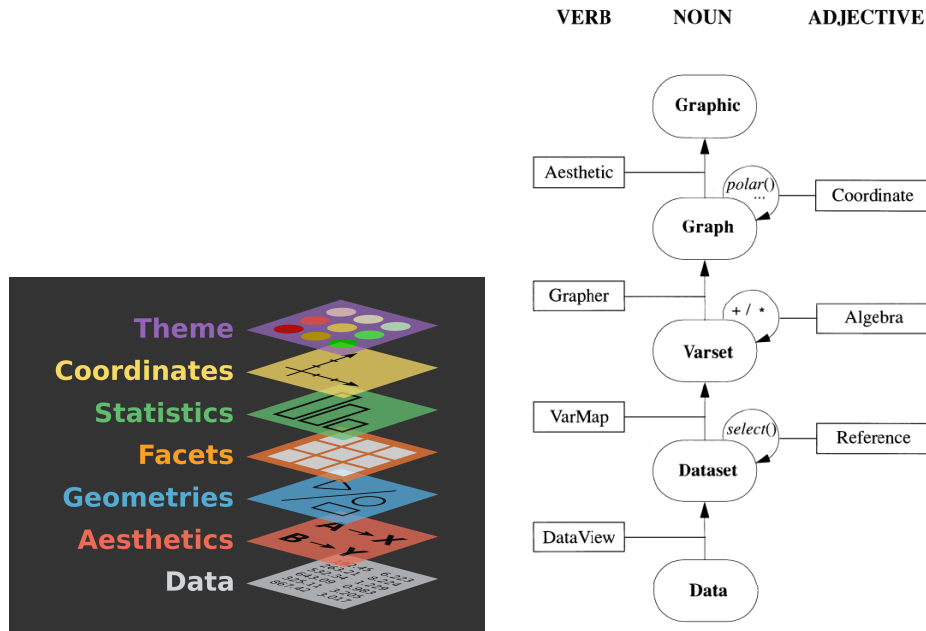 Theme
Coordinates
Statistics
Facets
Geometries
Aesthetics
Data
A → X
B → Y
VERB NOUN ADJECTIVE
Graphic
Aesthetic
polar()
...
Coordinate
Graph
Grapher
+ / *
Algebra
Varset
VarMap
select()
Reference
Dataset
DataView
Data